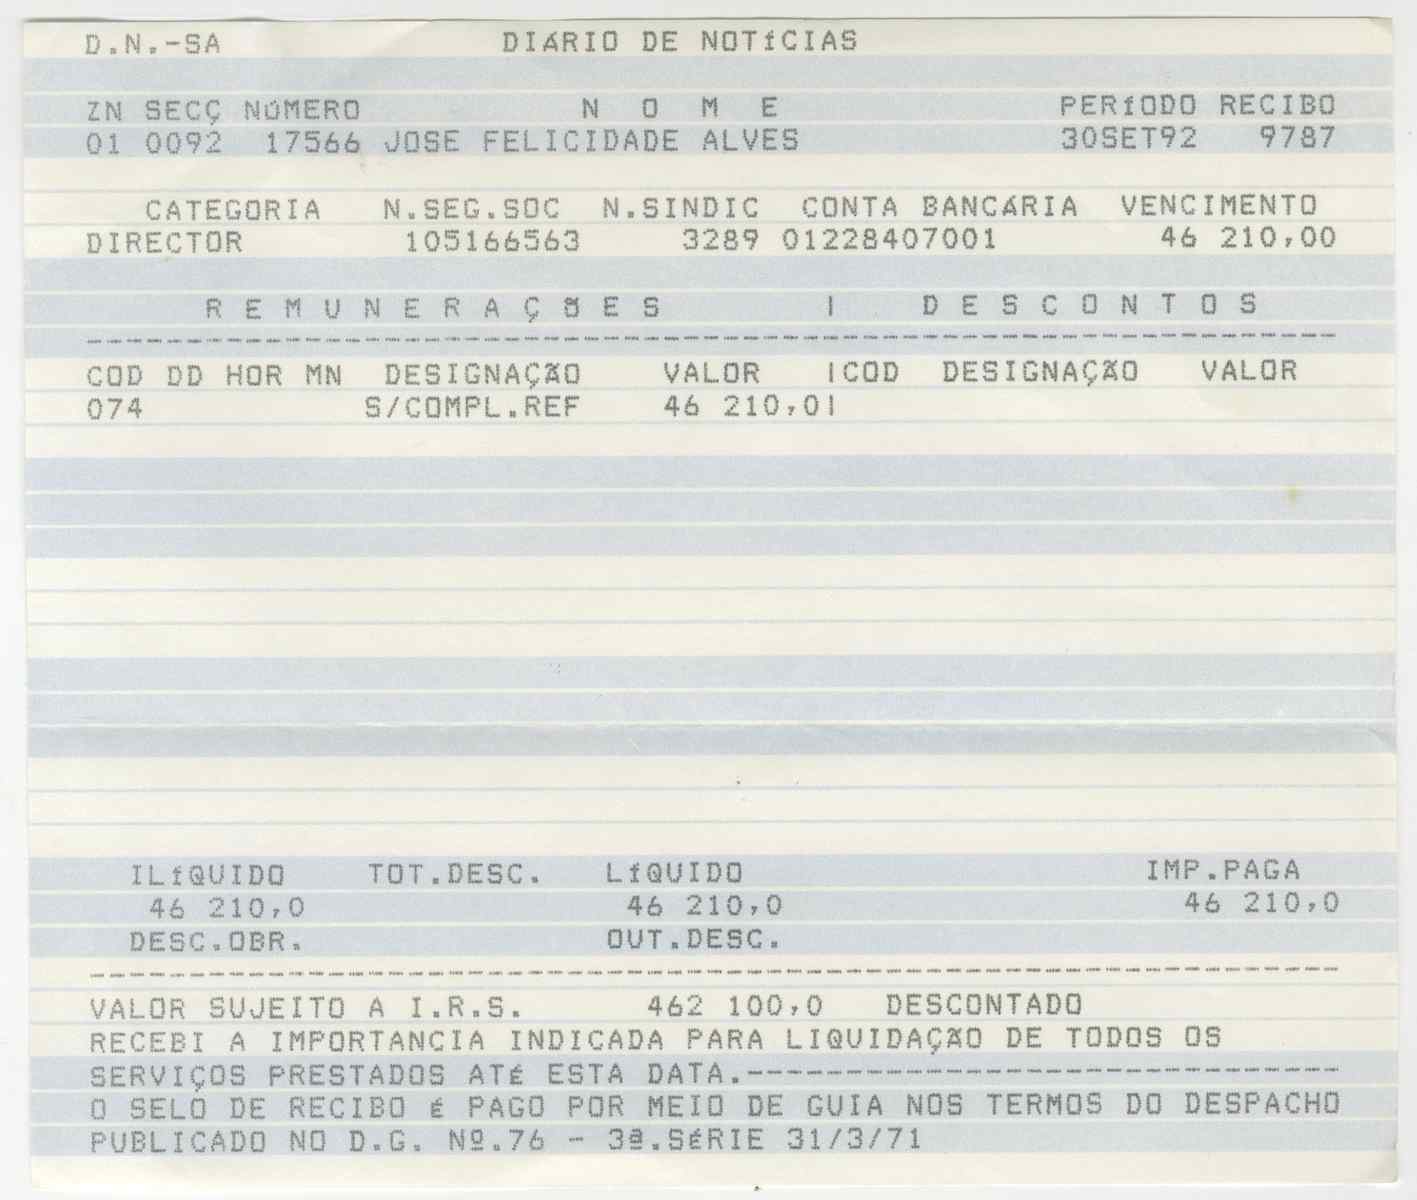 D.N.-SA DIÁRIO DE NOTíCIAS
ZN SECÇ NÚMERO N O M E PERíODO RECIBO
01 0092 17566 JOSE FELICIDADE ALVES 30SET92 9787
CATEGORIA N.SEG.SOC N.SINDIC CONTA BANCÁRIA VENCIMENTO
DIRECTOR 105166563 3289 01228407001 46 210,00
R E M U N E R A Ç Õ E S I D E S C O N T O S
COD DD HOR MN DESIGNAÇÃO VALOR ICOD DESIGNAÇÃO VALOR
074 S/COMPL.REF 46 210,0I
ILíQUIDO TOT.DESC. LíQUIDO IMP.PAGA
46 210,0 46 210,0 46 210,0
DESC.OBR. OUT.DESC.
VALOR SUJEITO A I.R.S. 462 100,0 DESCONTADO
RECEBI A IMPORTANCIA INDICADA PARA LIQUIDAÇÃO DE TODOS OS
SERVIÇOS PRESTADOS ATÉ ESTA DATA.------------------------------
O SELO DE RECIBO É PAGO POR MEIO DE GUIA NOS TERMOS DO DESPACHO
PUBLICADO NO D.G. Nº.76 - 3ª.SÉRIE 31/3/71